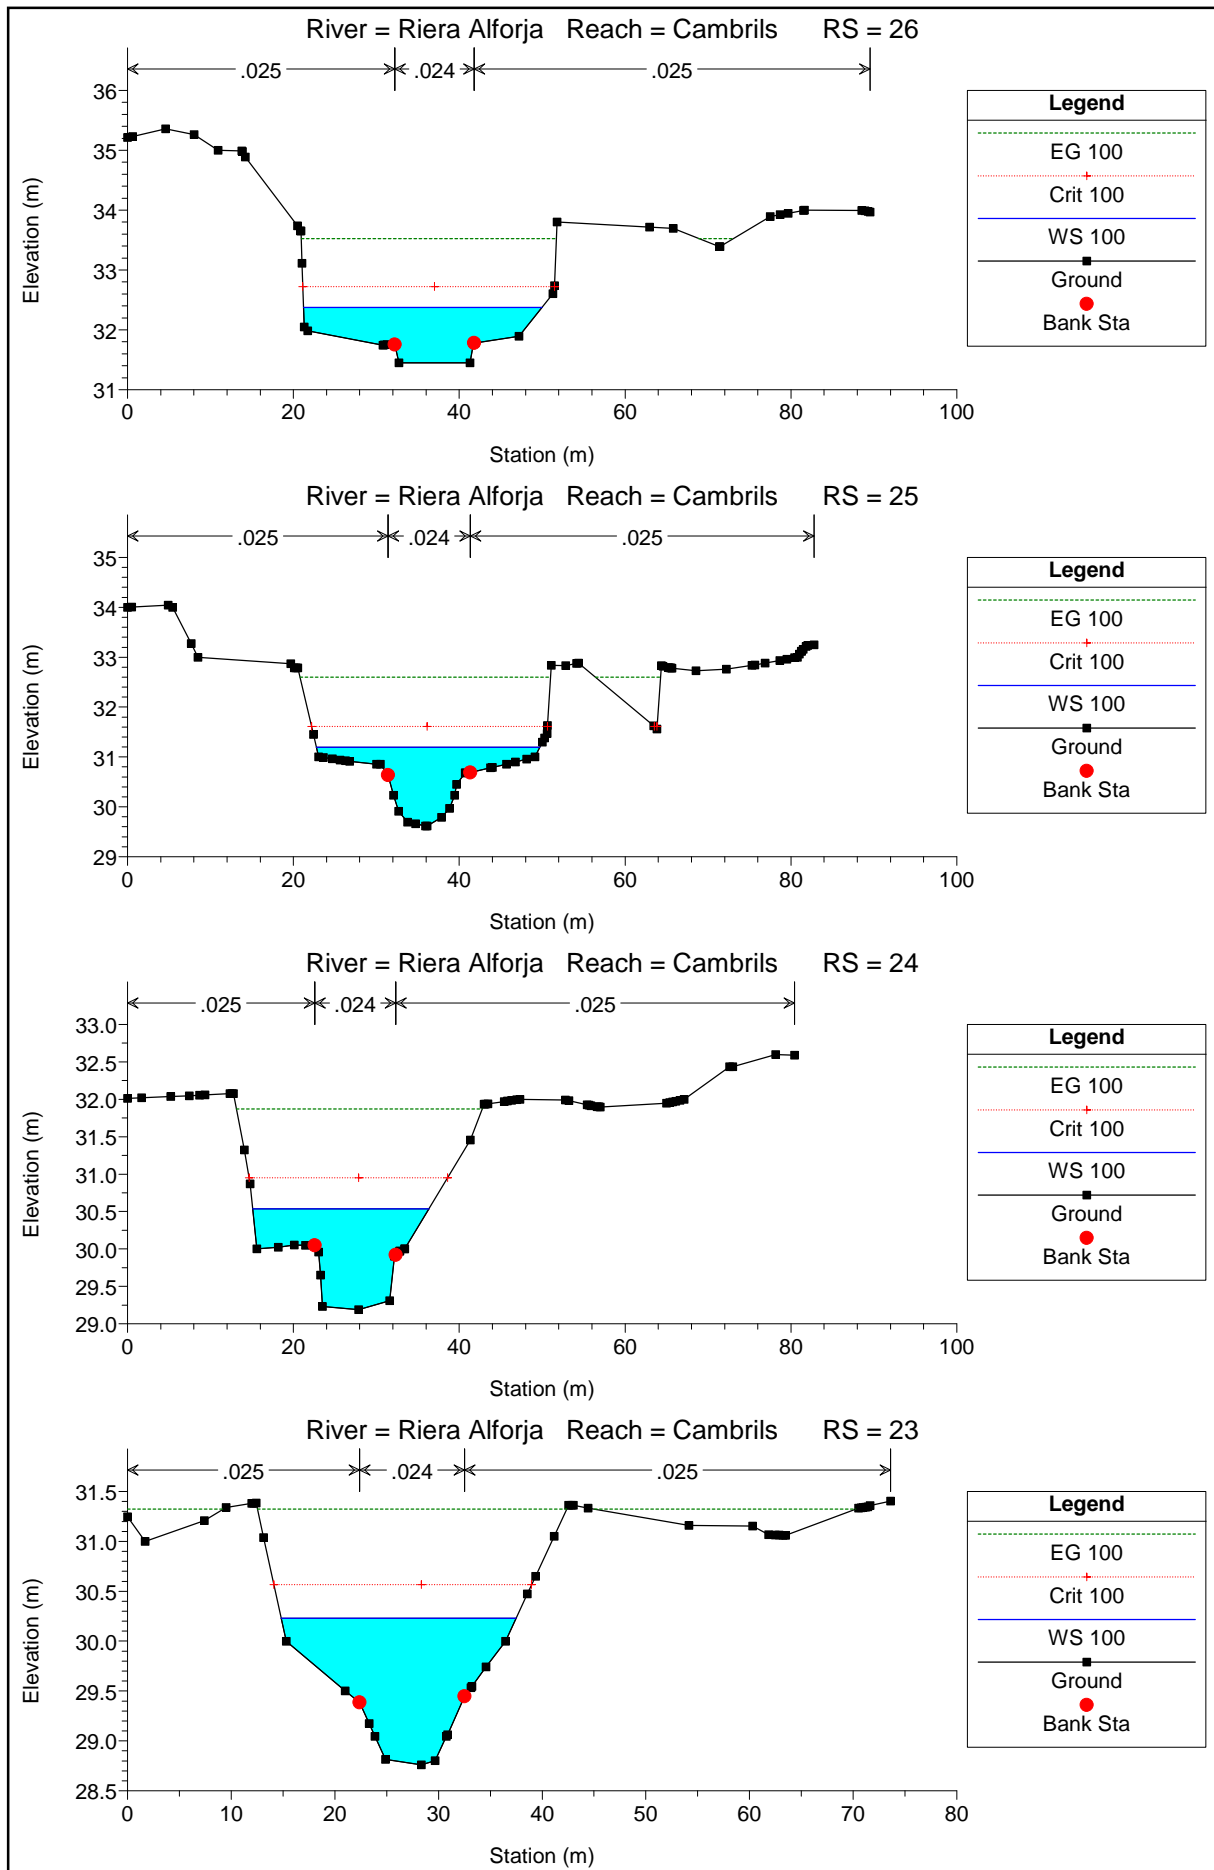 River = Riera Alforja Reach = Cambrils RS = 26
.025 .024 .025
36
35
34
33
32
31
0 20 40 60 80 100
Elevation (m)
Station (m)
Legend
EG 100
Crit 100
WS 100
Ground
Bank Sta
River = Riera Alforja Reach = Cambrils RS = 25
.025 .024 .025
35
34
33
32
31
30
29
0 20 40 60 80 100
Elevation (m)
Station (m)
Legend
EG 100
Crit 100
WS 100
Ground
Bank Sta
River = Riera Alforja Reach = Cambrils RS = 24
.025 .024 .025
33.0
32.5
32.0
31.5
31.0
30.5
30.0
29.5
29.0
0 20 40 60 80 100
Elevation (m)
Station (m)
Legend
EG 100
Crit 100
WS 100
Ground
Bank Sta
River = Riera Alforja Reach = Cambrils RS = 23
.025 .024 .025
31.5
31.0
30.5
30.0
29.5
29.0
28.5
0 10 20 30 40 50 60 70 80
Elevation (m)
Station (m)
Legend
EG 100
Crit 100
WS 100
Ground
Bank Sta